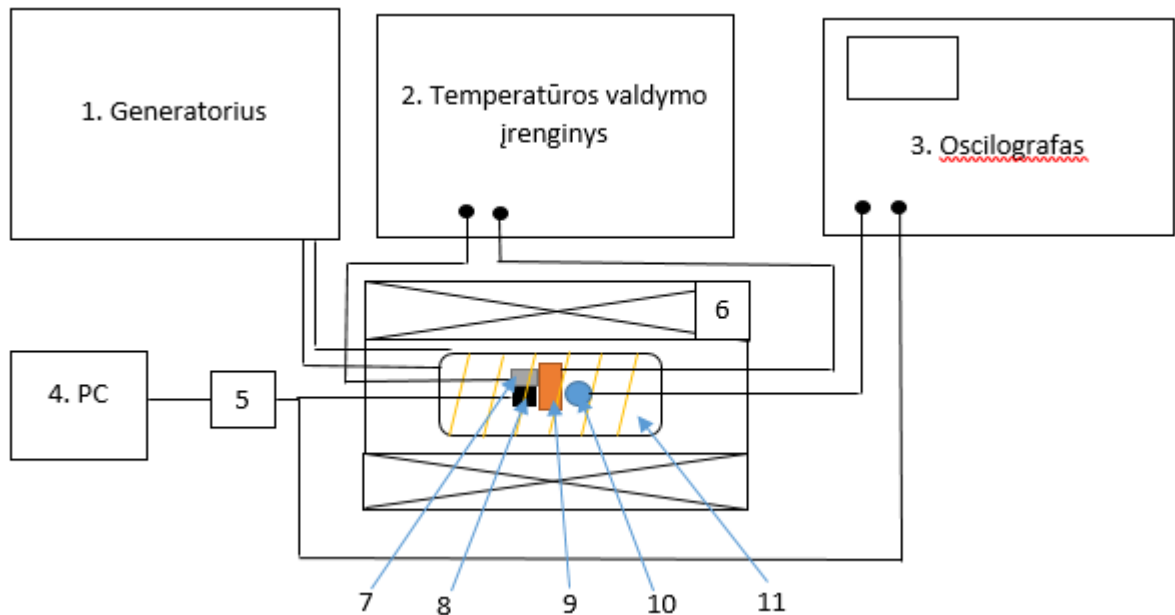 1. Generatorius
2. Temperatūros valdymo
įrenginys
3. Oscilografas
4. PC
5
6
7
8
9
10
11